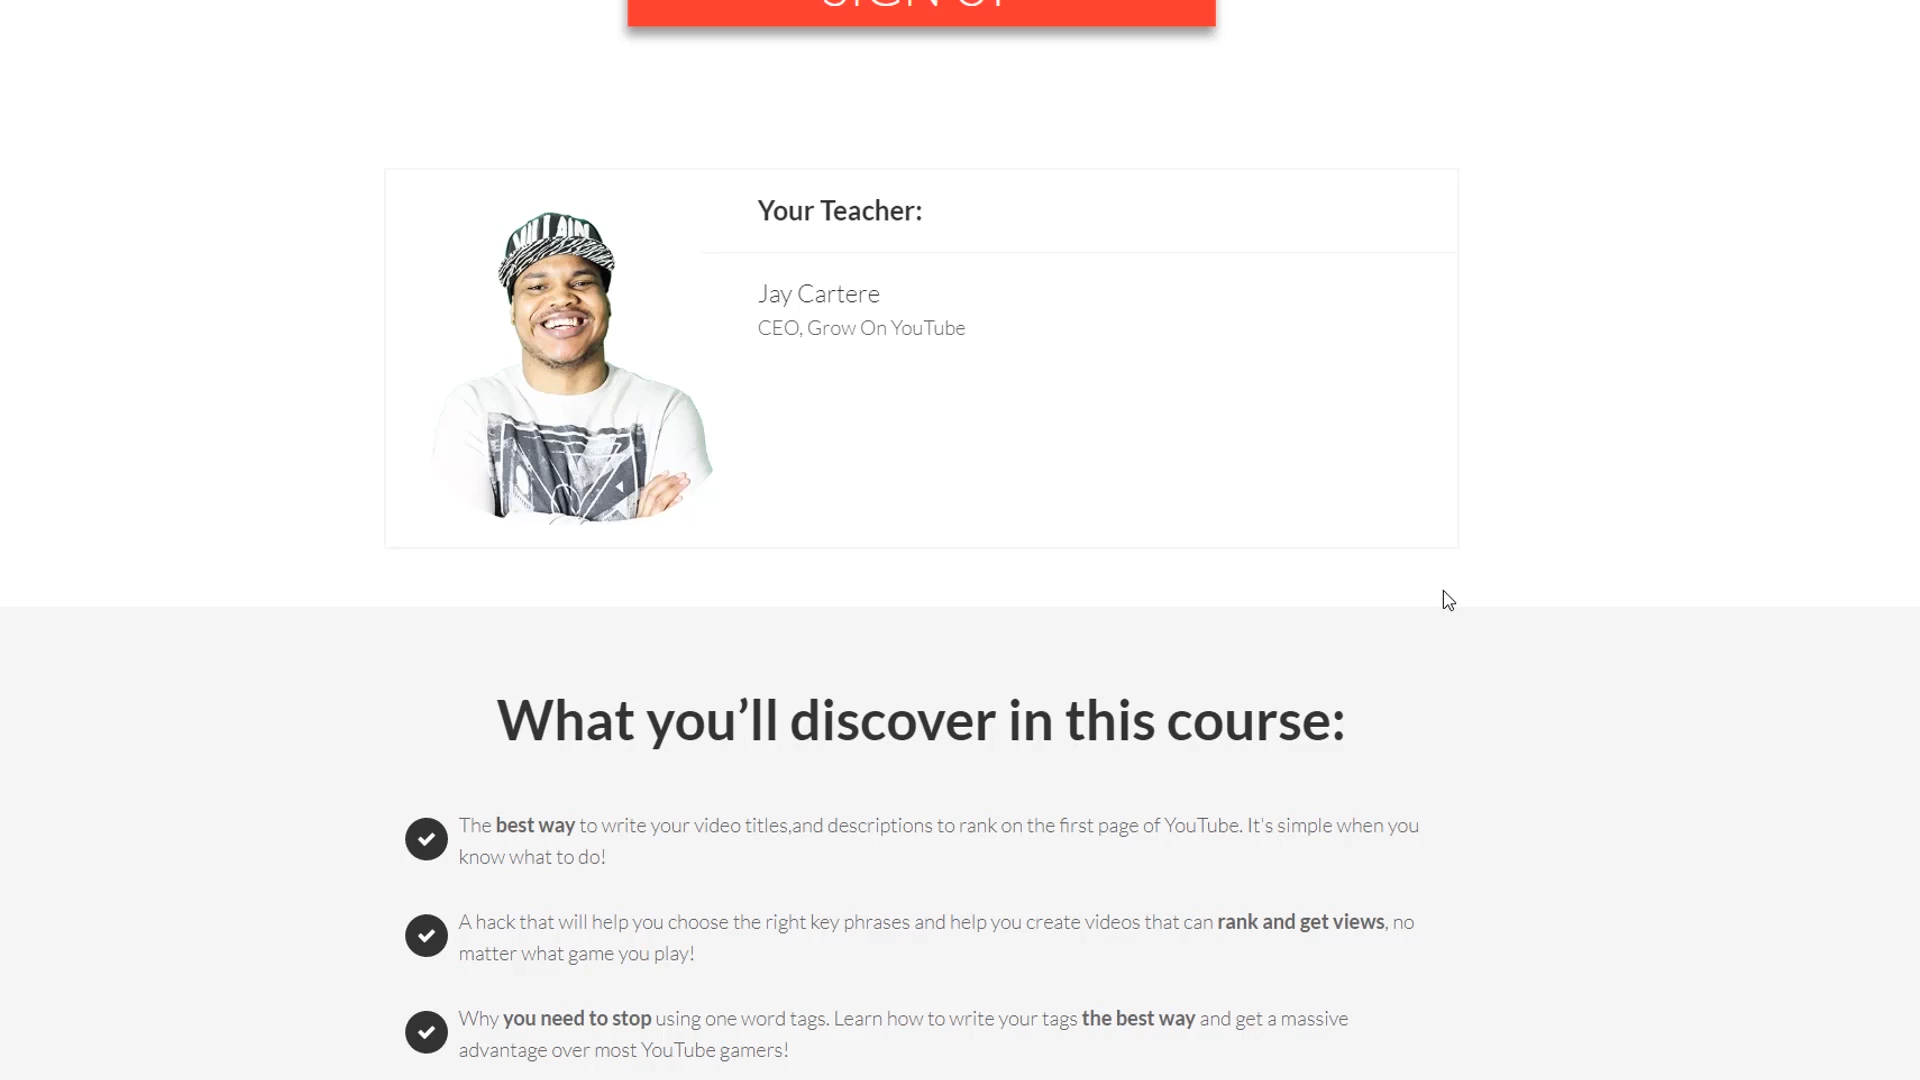 SIGN UP
Your Teacher:
Jay Cartere
CEO, Grow On YouTube
What you’ll discover in this course:
The best way to write your video titles,and descriptions to rank on the first page of YouTube. It's simple when you
know what to do!
A hack that will help you choose the right key phrases and help you create videos that can rank and get views, no
matter what game you play!
Why you need to stop using one word tags. Learn how to write your tags the best way and get a massive
advantage over most YouTube gamers!